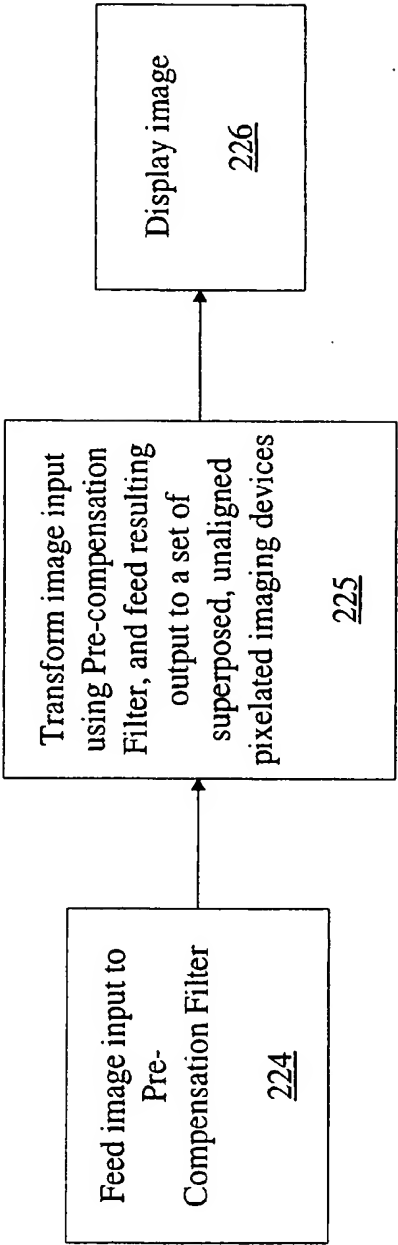 Feed image input to
Pre-
Compensation Filter
224
Transform image input
using Pre-compensation
Filter, and feed resulting
output to a set of
superposed, unaligned
pixelated imaging devices
225
Display image
226